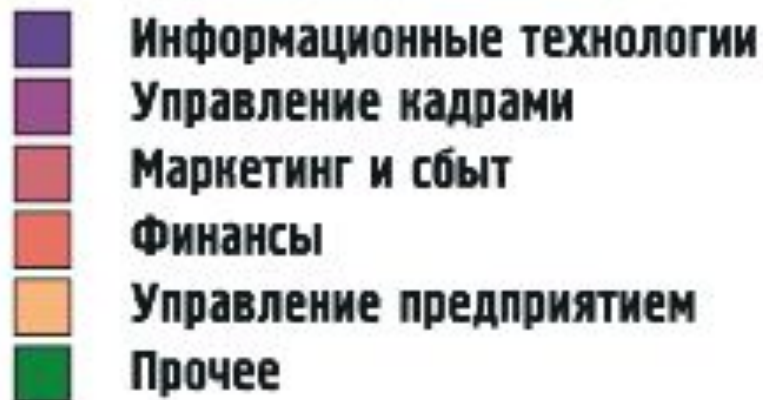 Информационные технологии
Управление кадрами
Маркетинг и сбыт
Финансы
Управление предприятием
Прочее